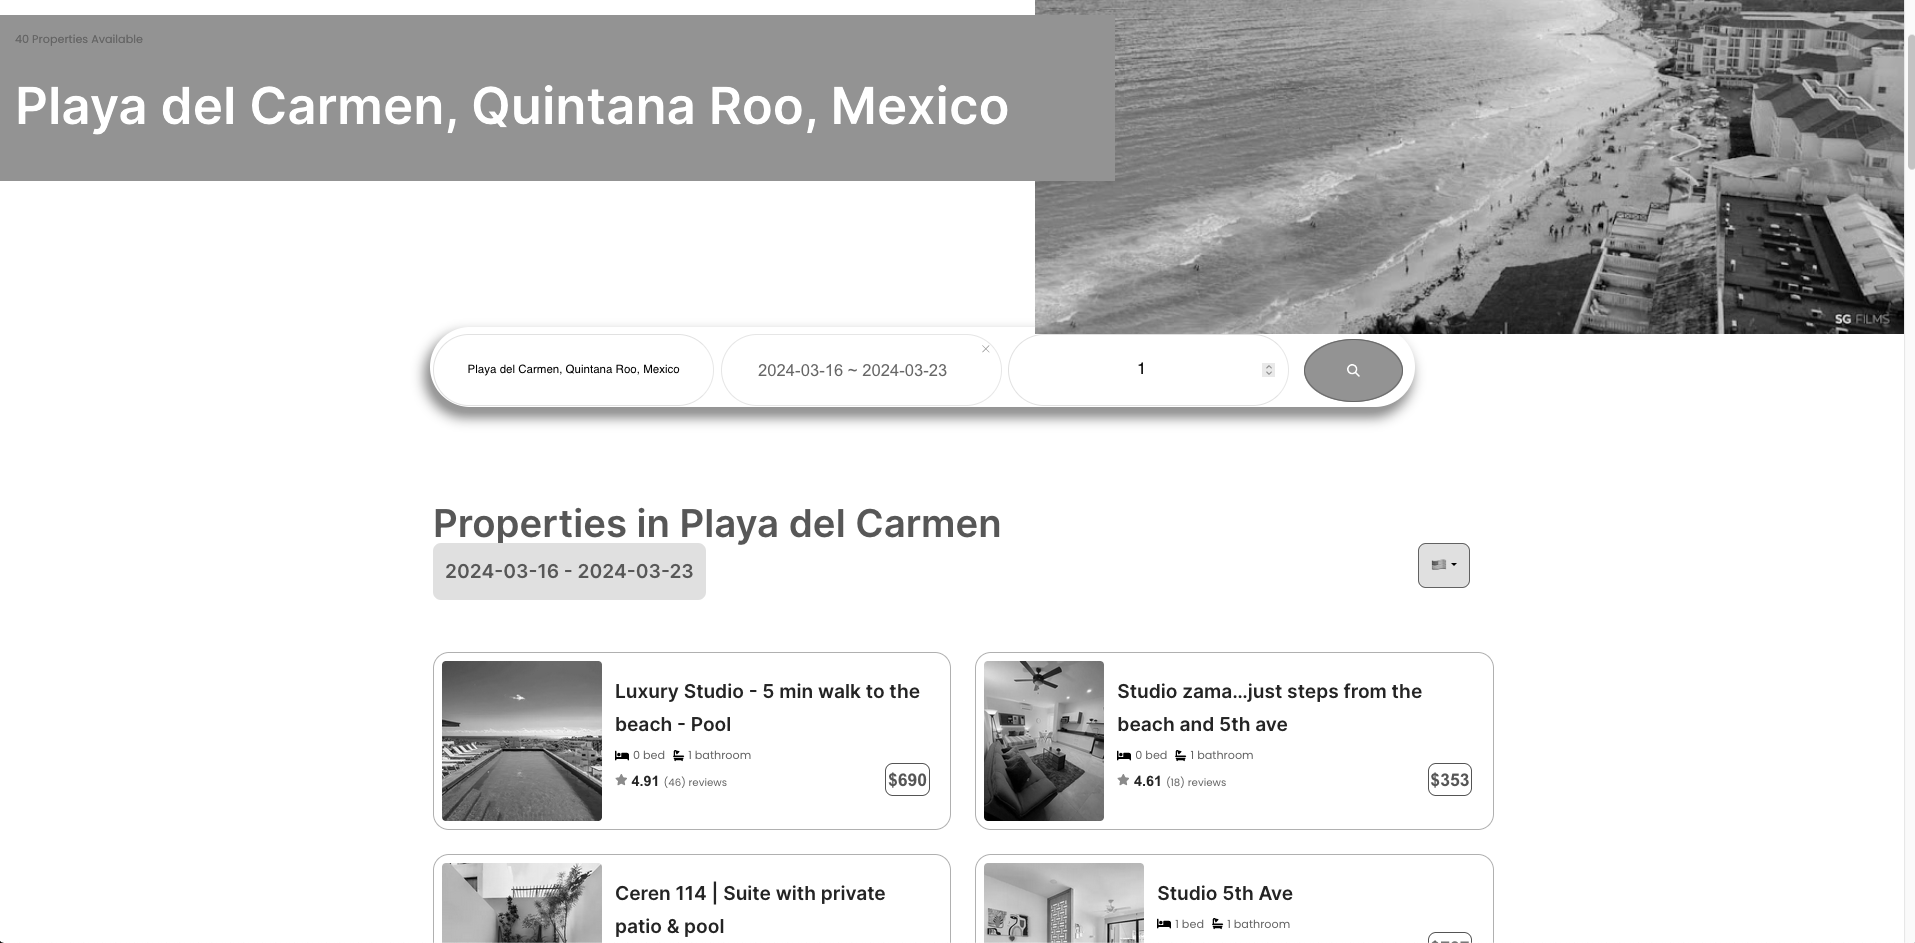 40 Properties Available
Playa del Carmen, Quintana Roo, Mexico
SG FILMS
Playa del Carmen, Quintana Roo, Mexico
2024-03-16 ~ 2024-03-23
1
Properties in Playa del Carmen
2024-03-16 - 2024-03-23
Luxury Studio - 5 min walk to the
beach - Pool
0 bed 1 bathroom
4.91 (46) reviews
$690
Studio zama...just steps from the
beach and 5th ave
0 bed 1 bathroom
4.61 (18) reviews
$353
Ceren 114 | Suite with private
patio & pool
Studio 5th Ave
1 bed 1 bathroom